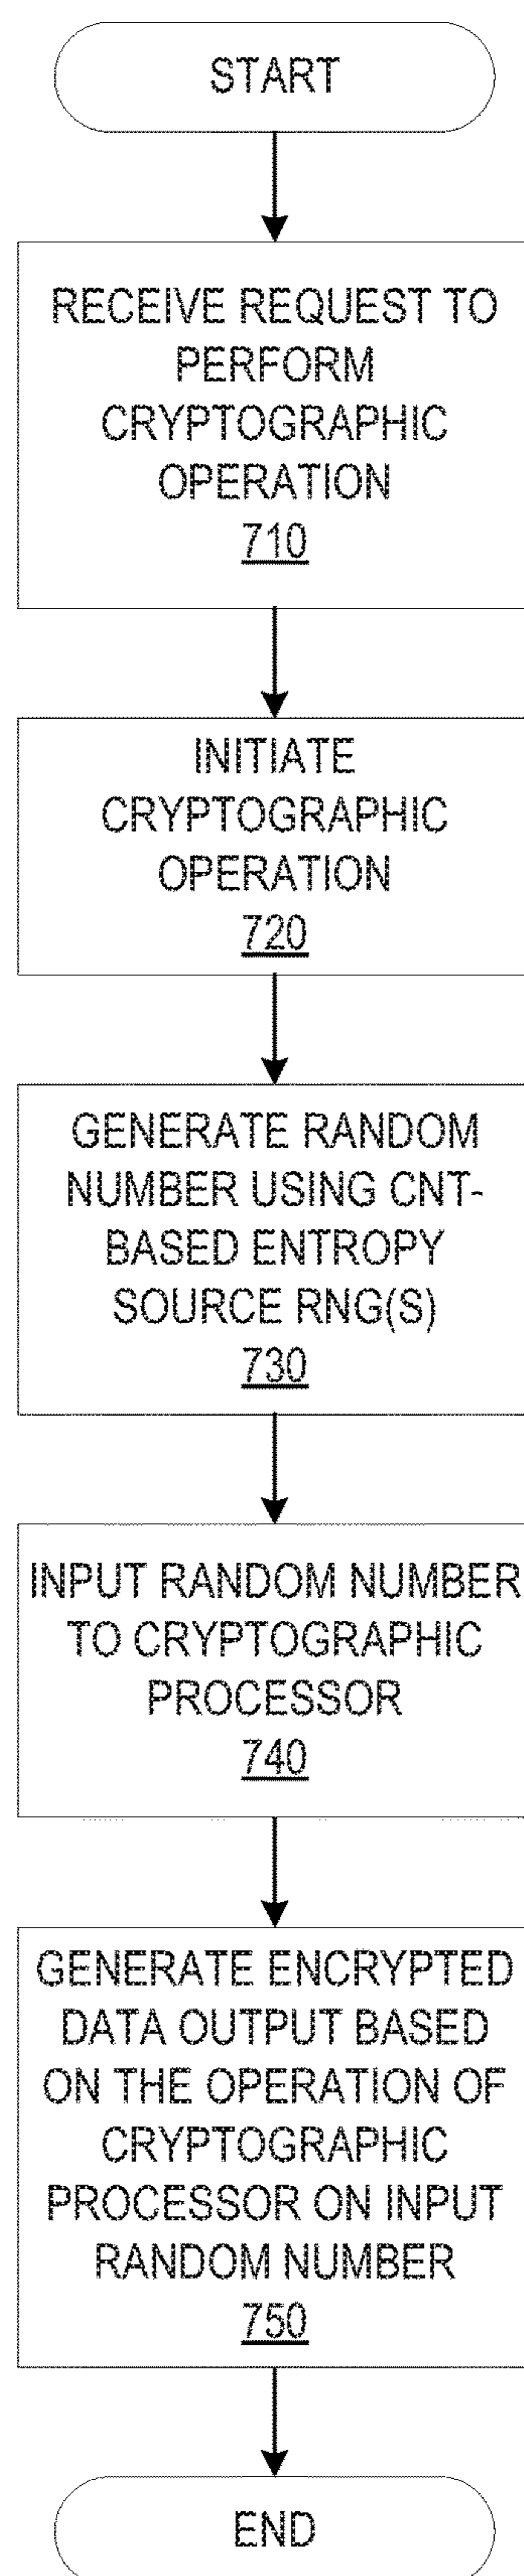 START
RECEIVE REQUEST TO
PERFORM
CRYPTOGRAPHIC
OPERATION
710
INITIATE
CRYPTOGRAPHIC
OPERATION
720
GENERATE RANDOM
NUMBER USING CNT-
BASED ENTROPY
SOURCE RNG(S)
730
INPUT RANDOM NUMBER
TO CRYPTOGRAPHIC
PROCESSOR
740
GENERATE ENCRYPTED
DATA OUTPUT BASED
ON THE OPERATION OF
CRYPTOGRAPHIC
PROCESSOR ON INPUT
RANDOM NUMBER
750
END